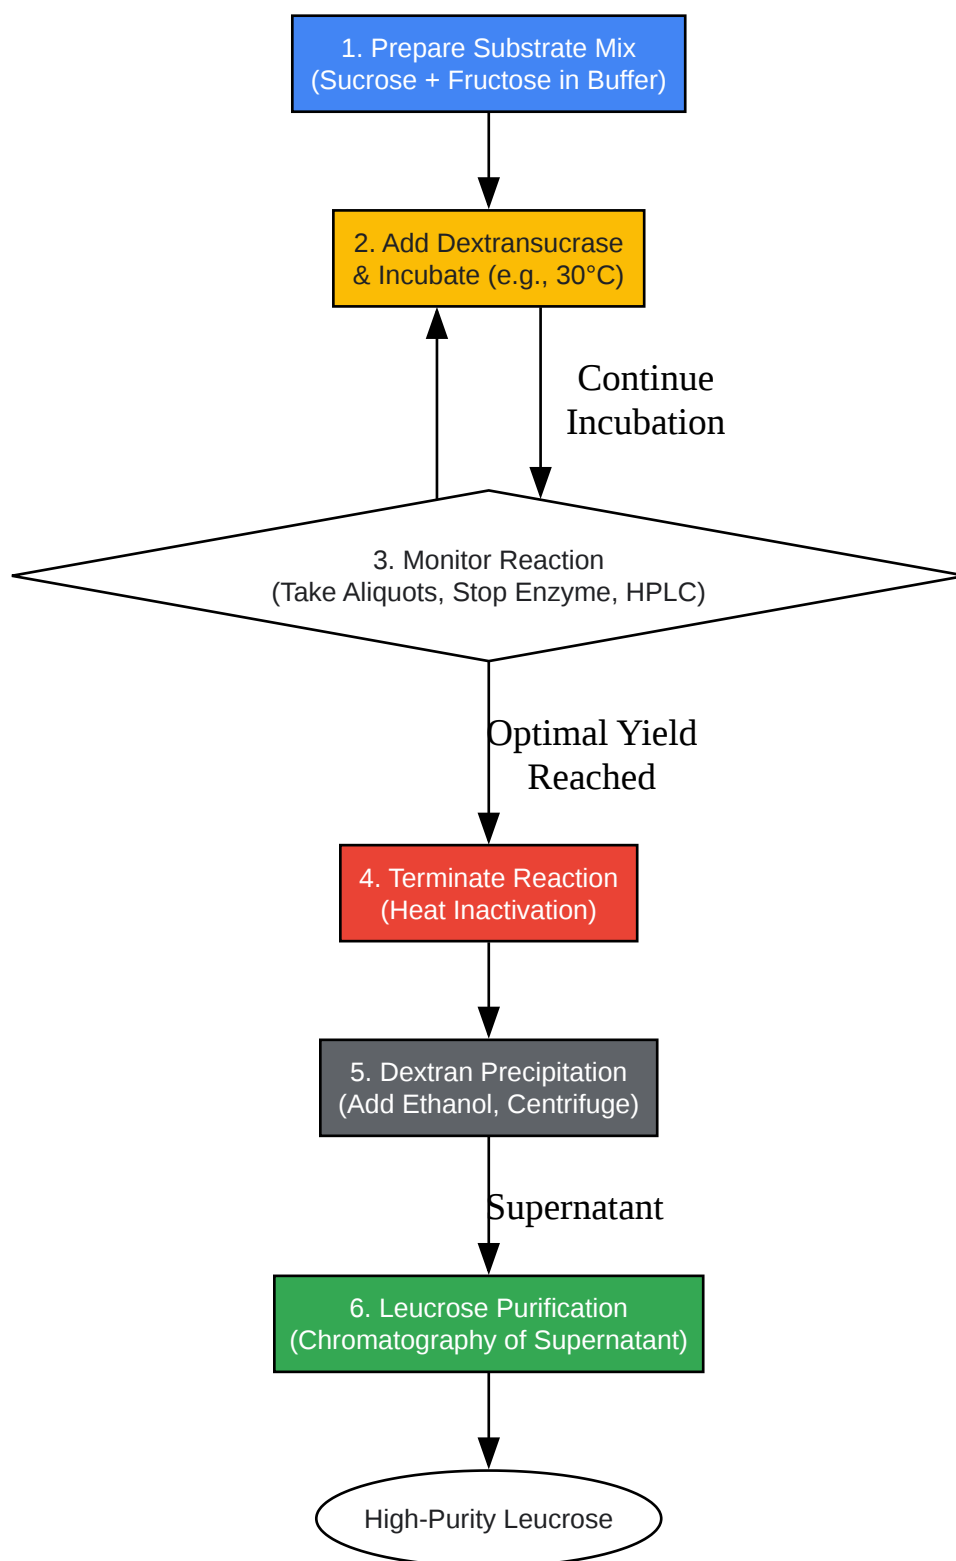 1. Prepare Substrate Mix
(Sucrose + Fructose in Buffer)
2. Add Dextransucrase
& Incubate (e.g., 30°C)
Continue
Incubation
3. Monitor Reaction
(Take Aliquots, Stop Enzyme, HPLC)
Optimal Yield
Reached
4. Terminate Reaction
(Heat Inactivation)
5. Dextran Precipitation
(Add Ethanol, Centrifuge)
Supernatant
6. Leucrose Purification
(Chromatography of Supernatant)
High-Purity Leucrose